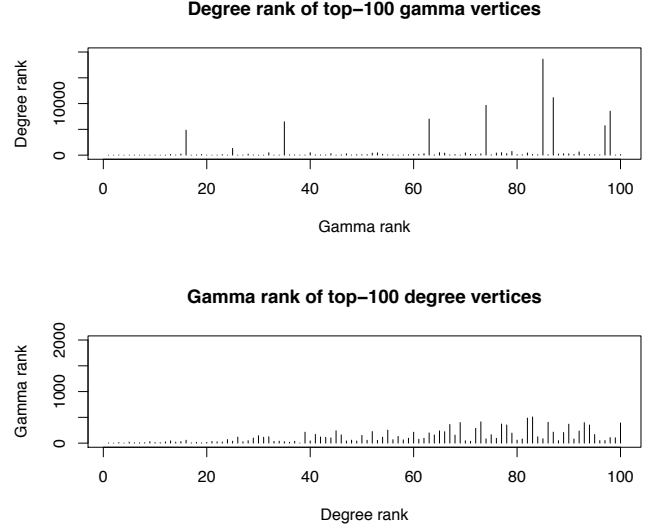 Degree rank of top−100 gamma vertices
Degree rank
10000
0
0 20 40 60 80 100
Gamma rank
Gamma rank of top−100 degree vertices
Gamma rank
2000
1000
0
0 20 40 60 80 100
Degree rank